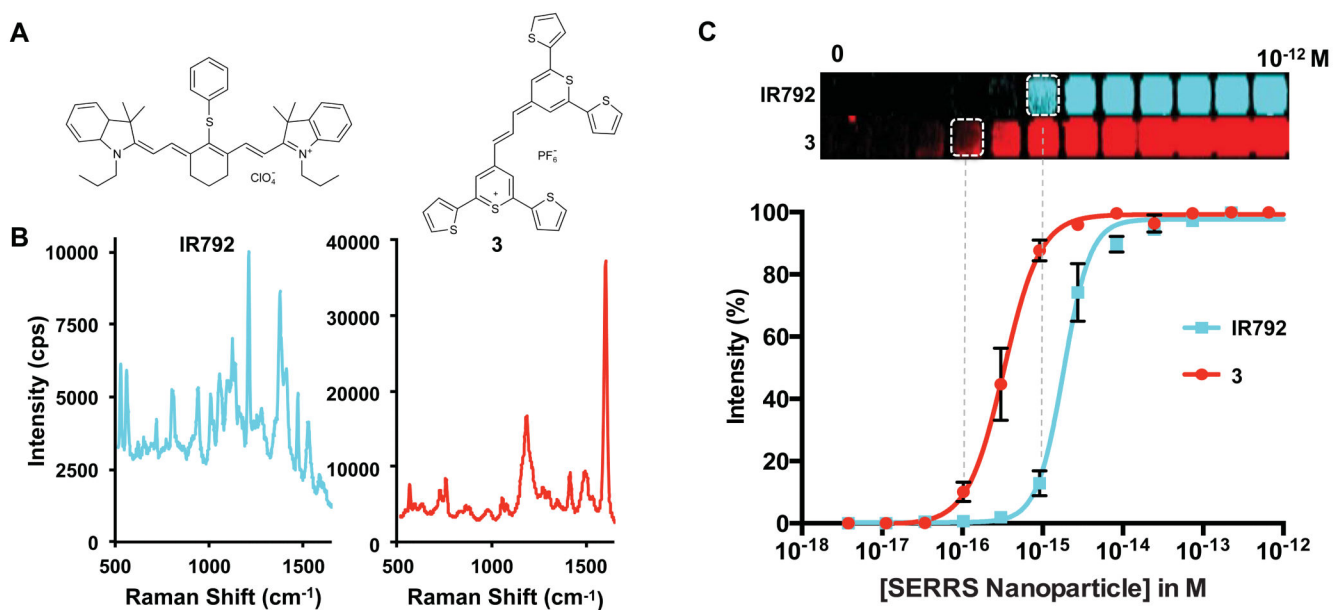 A
S
N
N⁺
ClO₄⁻
S
S
S
PF₆⁻
S
S
+
S
S
B
IR792
3
10000
7500
5000
2500
0
Intensity (cps)
500
1000
1500
Raman Shift (cm⁻¹)
40000
30000
20000
10000
0
500
1000
1500
Raman Shift (cm⁻¹)
C
0
10⁻¹² M
IR792
3
100
80
60
40
20
0
Intensity (%)
IR792
3
10⁻¹⁸
10⁻¹⁷
10⁻¹⁶
10⁻¹⁵
10⁻¹⁴
10⁻¹³
10⁻¹²
[SERRS Nanoparticle] in M